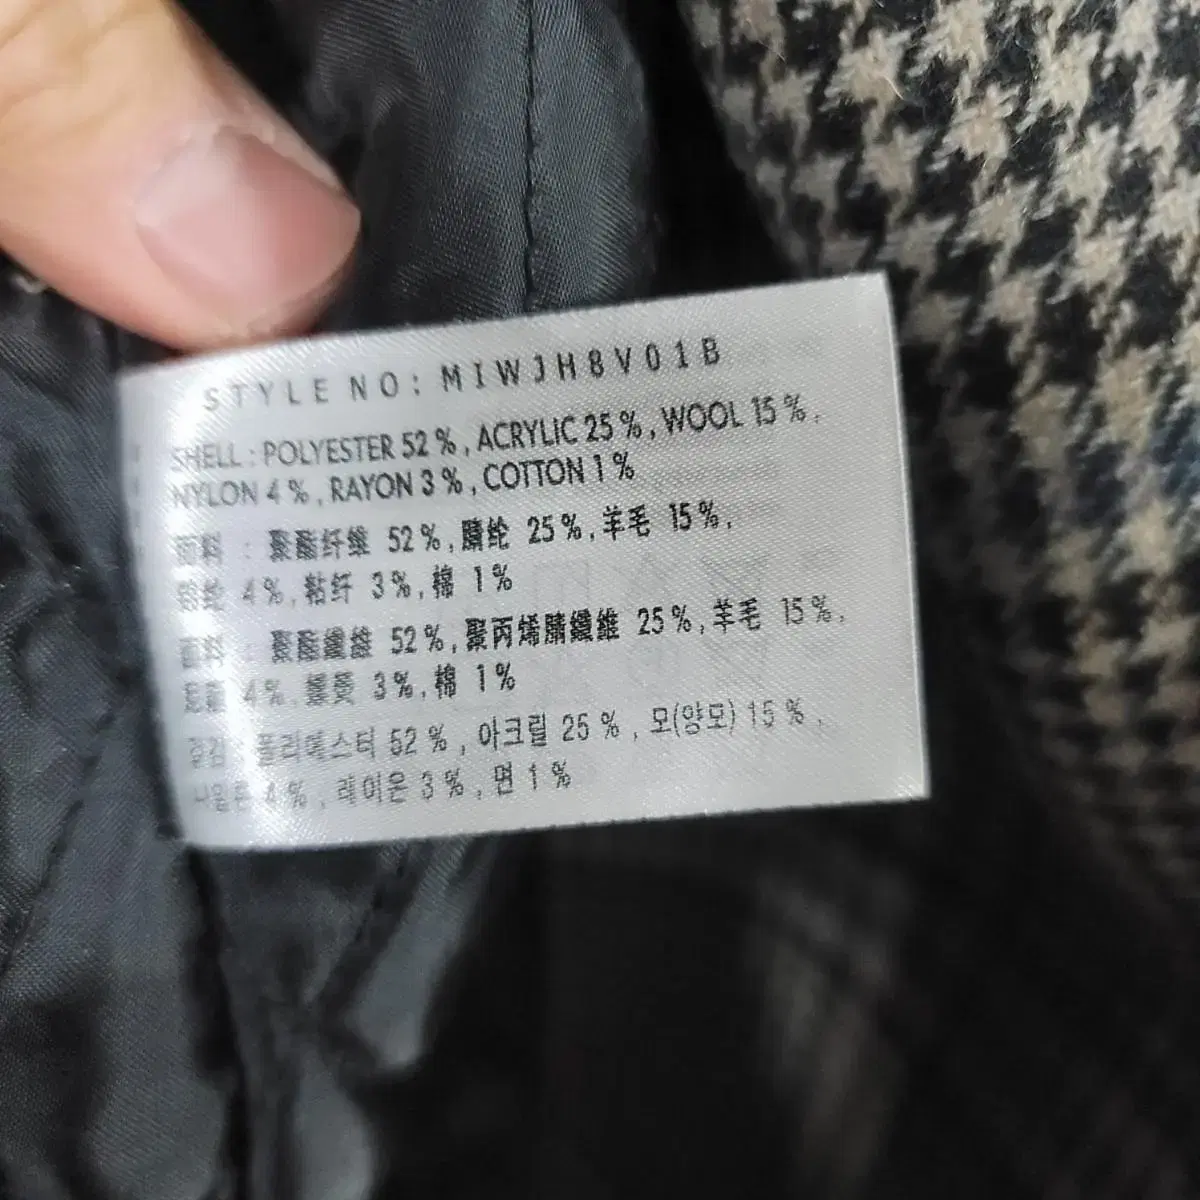 STYLE NO: MIWJH8V01B
SHELL : POLYESTER 52 %, ACRYLIC 25 %, WOOL 15 %,
NYLON 4 %, RAYON 3 %, COTTON 1 %
面料 : 聚酯纤维 52 %, 腈纶 25 %, 羊毛 15 %,
锦纶 4 %, 粘纤 3 %, 棉 1 %
面料 : 聚酯纖維 52 %, 聚丙烯腈纖維 25 %, 羊毛 15 %,
尼龍 4 %, 嫘縈 3 %, 棉 1 %
겉감 : 폴리에스터 52 %, 아크릴 25 %, 모(양모) 15 %,
나일론 4 %, 레이온 3 %, 면 1 %